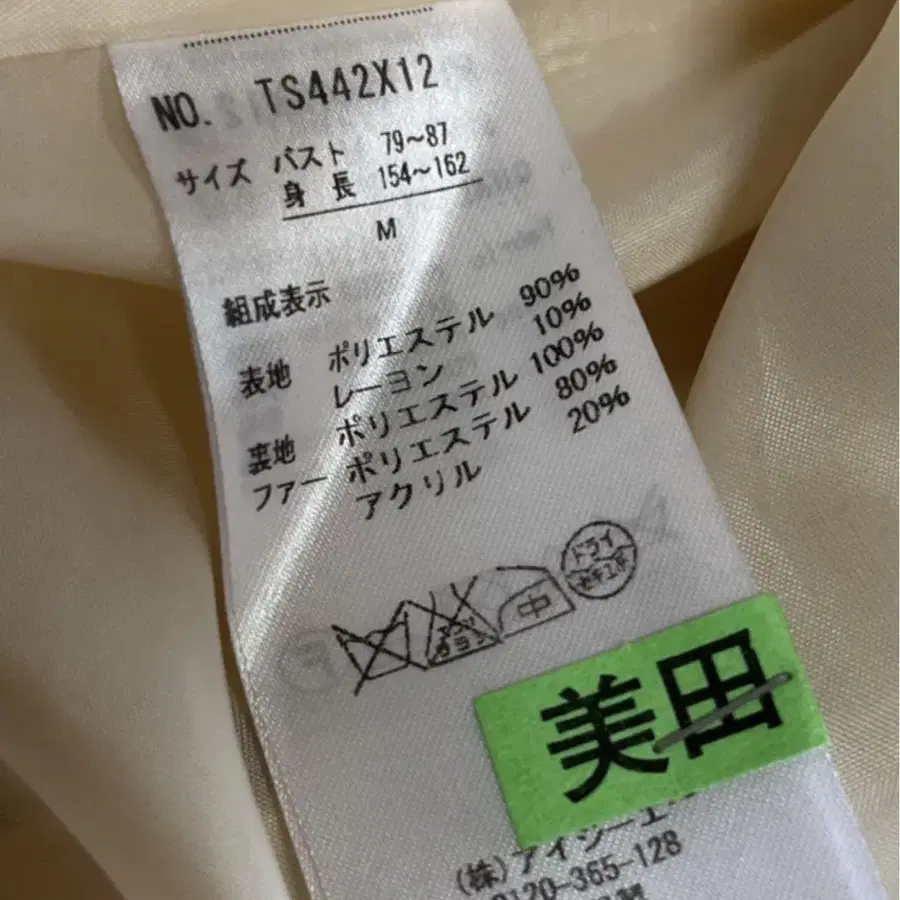 NO. TS442X12
サイズ バスト 79～87
身長 154～162
M
組成表示
表地 ポリエステル 90%
レーヨン 10%
裏地 ポリエステル 100%
ファー ポリエステル 80%
アクリル 20%
ドライ
中
美田
(株)アイジーエー
0120-365-128